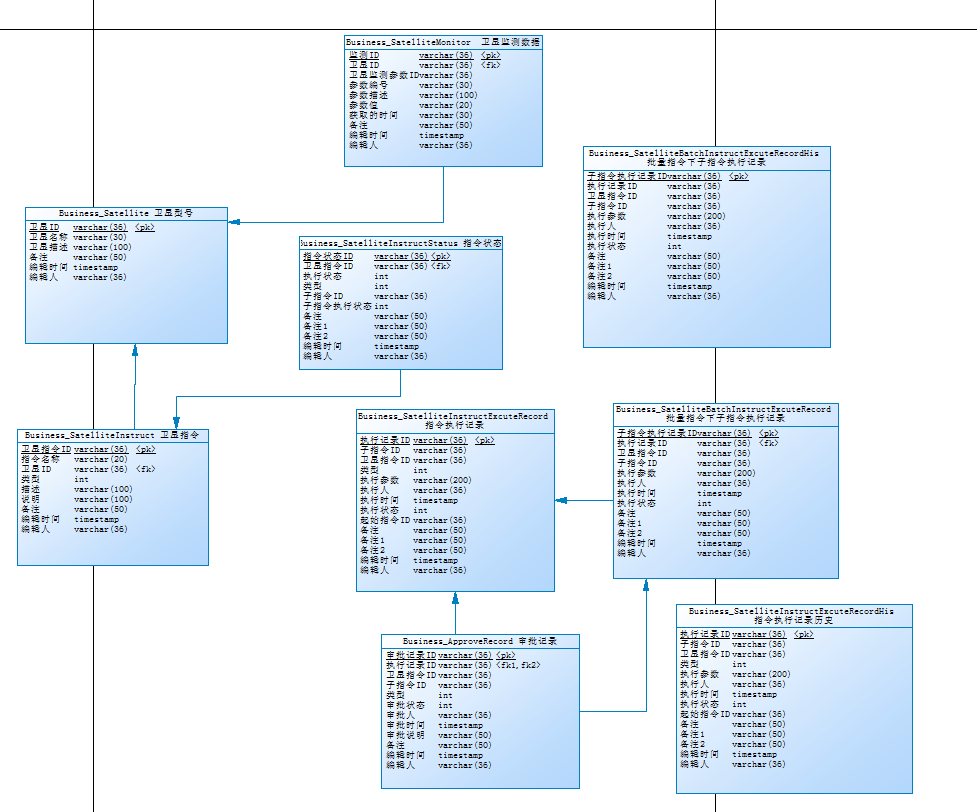 Business_SatelliteMonitor 卫星监测数据
监测ID varchar(36) <pk>
卫星ID varchar(36) <fk>
卫星监测参数ID varchar(36)
参数编号 varchar(30)
参数描述 varchar(100)
参数值 varchar(20)
获取的时间 varchar(30)
备注 varchar(50)
编辑时间 timestamp
编辑人 varchar(36)
Business_SatelliteBatchInstructExcuteRecordHis
批量指令下子指令执行记录
子指令执行记录ID varchar(36) <pk>
执行记录ID varchar(36)
卫星指令ID varchar(36)
子指令ID varchar(36)
执行参数 varchar(200)
执行人 varchar(36)
执行时间 timestamp
执行状态 int
备注 varchar(50)
备注1 varchar(50)
备注2 varchar(50)
编辑时间 timestamp
编辑人 varchar(36)
Business_Satellite 卫星型号
卫星ID varchar(36) <pk>
卫星名称 varchar(30)
卫星描述 varchar(100)
备注 varchar(50)
编辑时间 timestamp
编辑人 varchar(36)
Business_SatelliteInstructStatus 指令状态
指令状态ID varchar(36) <pk>
卫星指令ID varchar(36) <fk>
执行状态 int
类型 int
子指令ID varchar(36)
子指令执行状态 int
备注 varchar(50)
备注1 varchar(50)
备注2 varchar(50)
编辑时间 timestamp
编辑人 varchar(36)
Business_SatelliteInstruct 卫星指令
卫星指令ID varchar(36) <pk>
指令名称 varchar(20)
卫星ID varchar(36) <fk>
类型 int
描述 varchar(100)
说明 varchar(100)
备注 varchar(50)
编辑时间 timestamp
编辑人 varchar(36)
Business_SatelliteInstructExcuteRecord
指令执行记录
执行记录ID varchar(36) <pk>
子指令ID varchar(36)
卫星指令ID varchar(36)
类型 int
执行参数 varchar(200)
执行人 varchar(36)
执行时间 timestamp
执行状态 int
起始指令ID varchar(36)
备注 varchar(50)
备注1 varchar(50)
备注2 varchar(50)
编辑时间 timestamp
编辑人 varchar(36)
Business_SatelliteBatchInstructExcuteRecord
批量指令下子指令执行记录
子指令执行记录ID varchar(36) <pk>
执行记录ID varchar(36) <fk>
卫星指令ID varchar(36)
子指令ID varchar(36)
执行参数 varchar(200)
执行人 varchar(36)
执行时间 timestamp
执行状态 int
备注 varchar(50)
备注1 varchar(50)
备注2 varchar(50)
编辑时间 timestamp
编辑人 varchar(36)
Business_ApproveRecord 审批记录
审批记录ID varchar(36) <pk>
执行记录ID varchar(36) <fk1,fk2>
卫星指令ID varchar(36)
子指令ID varchar(36)
类型 int
审批状态 int
审批人 varchar(36)
审批时间 timestamp
审批说明 varchar(50)
备注 varchar(50)
编辑时间 timestamp
编辑人 varchar(36)
Business_SatelliteInstructExcuteRecordHis
指令执行记录历史
执行记录ID varchar(36) <pk>
子指令ID varchar(36)
卫星指令ID varchar(36)
类型 int
执行参数 varchar(200)
执行人 varchar(36)
执行时间 timestamp
执行状态 int
起始指令ID varchar(36)
备注 varchar(50)
备注1 varchar(50)
备注2 varchar(50)
编辑时间 timestamp
编辑人 varchar(36)